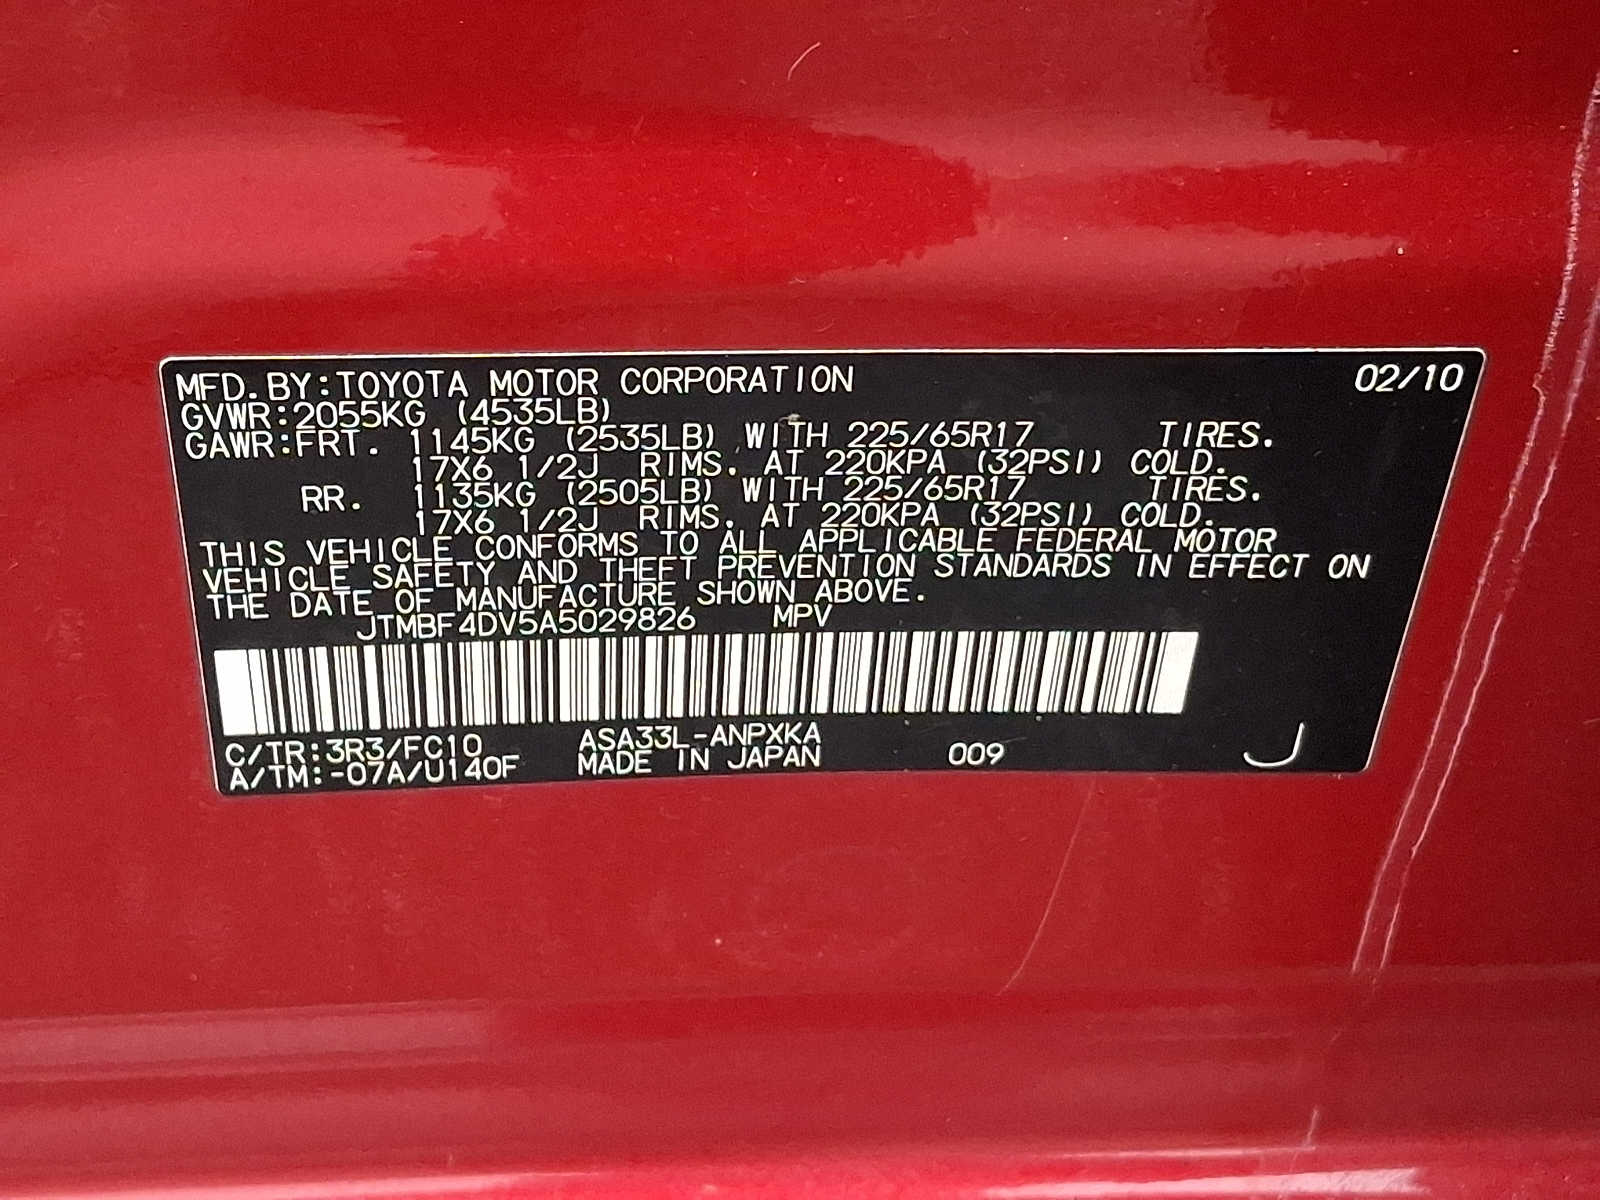 MFD.BY:TOYOTA MOTOR CORPORATION 02/10
GVWR:2055KG (4535LB)
GAWR:FRT. 1145KG (2535LB) WITH 225/65R17 TIRES.
17X6 1/2J RIMS. AT 220KPA (32PSI) COLD.
RR. 1135KG (2505LB) WITH 225/65R17 TIRES.
17X6 1/2J RIMS. AT 220KPA (32PSI) COLD.
THIS VEHICLE CONFORMS TO ALL APPLICABLE FEDERAL MOTOR
VEHICLE SAFETY AND THEFT PREVENTION STANDARDS IN EFFECT ON
THE DATE OF MANUFACTURE SHOWN ABOVE.
JTMBF4DV5A5029826 MPV
C/TR:3R3/FC10 ASA33L-ANPXKA
A/TM:-07A/U140F MADE IN JAPAN 009 J